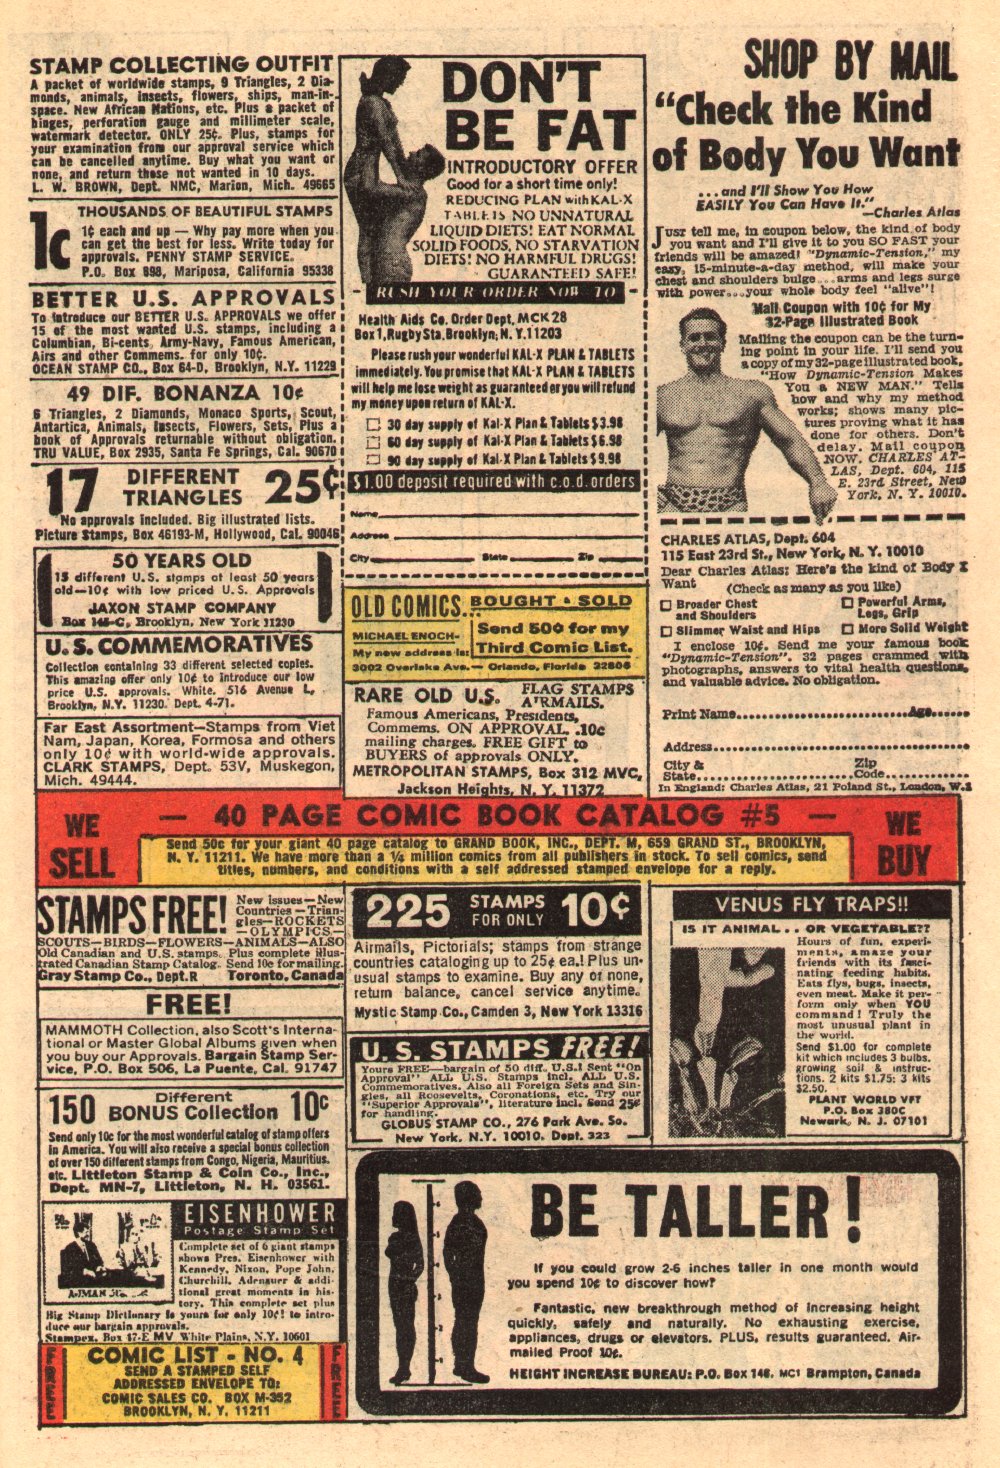 STAMP COLLECTING OUTFIT
A packet of worldwide stamps, 9 Triangles, 2 Dia-
monds, animals, insects, flowers, ships, man-in-
space. New African Nations, etc. Plus a packet of
hinges, perforation gauge and millimeter scale,
watermark detector. ONLY 25¢. Plus, stamps for
your examination from our approval service which
can be cancelled anytime. Buy what you want or
none, and return those not wanted in 10 days.
L. W. BROWN, Dept. NMC, Marion, Mich. 49665
1c
THOUSANDS OF BEAUTIFUL STAMPS
1¢ each and up — Why pay more when you
can get the best for less. Write today for
approvals. PENNY STAMP SERVICE.
P.O. Box 898, Mariposa, California 95338
BETTER U.S. APPROVALS
To introduce our BETTER U.S. APPROVALS we offer
15 of the most wanted U.S. stamps, including a
Columbian, Bi-cents, Army-Navy, Famous American,
Airs and other Commems. for only 10¢.
OCEAN STAMP CO., Box 64-D, Brooklyn, N.Y. 11229
49 DIF. BONANZA 10¢
6 Triangles, 2 Diamonds, Monaco Sports, Scout,
Antartica, Animals, Insects, Flowers, Sets, Plus a
book of Approvals returnable without obligation.
TRU VALUE, Box 2935, Santa Fe Springs, Cal. 90670
17 DIFFERENT TRIANGLES 25¢
No approvals included. Big illustrated lists.
Picture Stamps, Box 46193-M, Hollywood, Cal. 90046
50 YEARS OLD
15 different U.S. stamps at least 50 years
old—10¢ with low priced U.S. Approvals
JAXON STAMP COMPANY
Box 148-C, Brooklyn, New York 11230
U.S. COMMEMORATIVES
Collection containing 33 different selected copies.
This amazing offer only 10¢ to introduce our low
price U.S. approvals. White. 516 Avenue L,
Brooklyn, N.Y. 11230. Dept. 4-71.
Far East Assortment—Stamps from Viet
Nam, Japan, Korea, Formosa and others
only 10¢ with world-wide approvals.
CLARK STAMPS, Dept. 53V, Muskegon,
Mich. 49444.
DON'T
BE FAT
INTRODUCTORY OFFER
Good for a short time only!
REDUCING PLAN with KAL-X
TABLETS NO UNNATURAL
LIQUID DIETS! EAT NORMAL
SOLID FOODS, NO STARVATION
DIETS! NO HARMFUL DRUGS!
GUARANTEED SAFE!
- RUSH YOUR ORDER NOW TO -
Health Aids Co. Order Dept. MCK 28
Box 1, Rugby Sta. Brooklyn, N.Y. 11203
Please rush your wonderful KAL-X PLAN & TABLETS
immediately. You promise that KAL-X PLAN & TABLETS
will help me lose weight as guaranteed or you will refund
my money upon return of KAL-X.
30 day supply of Kal-X Plan & Tablets $3.98
60 day supply of Kal-X Plan & Tablets $6.98
90 day supply of Kal-X Plan & Tablets $9.98
$1.00 deposit required with c.o.d. orders
Name
Address
City State Zip
OLD COMICS.. BOUGHT • SOLD
MICHAEL ENOCH-
My new address is:
Send 50¢ for my
Third Comic List.
3002 Overlake Ave.— Orlando, Florida 32806
RARE OLD U.S. FLAG STAMPS
AIRMAILS.
Famous Americans, Presidents,
Commems. ON APPROVAL. .10c
mailing charges. FREE GIFT to
BUYERS of approvals ONLY.
METROPOLITAN STAMPS, Box 312 MVC,
Jackson Heights, N. Y. 11372
SHOP BY MAIL
"Check the Kind
of Body You Want
...and I'll Show You How
EASILY You Can Have It."
—Charles Atlas
JUST tell me, in coupon below, the kind of body
you want and I'll give it to you SO FAST your
friends will be amazed! "Dynamic-Tension," my
easy, 15-minute-a-day method, will make your
chest and shoulders bulge...arms and legs surge
with power...your whole body feel "alive"!
Mail Coupon with 10¢ for My
32-Page Illustrated Book
Mailing the coupon can be the turn-
ing point in your life. I'll send you
a copy of my 32-page illustrated book,
"How Dynamic-Tension Makes
You a NEW MAN." Tells
how and why my method
works; shows many pic-
tures proving what it has
done for others. Don't
delay. Mail coupon
NOW. CHARLES AT-
LAS, Dept. 604, 115
E. 23rd Street, New
York, N. Y. 10010.
CHARLES ATLAS, Dept. 604
115 East 23rd St., New York, N. Y. 10010
Dear Charles Atlas: Here's the kind of Body I
Want
(Check as many as you like)
Broader Chest
and Shoulders
Powerful Arms,
Legs, Grip
Slimmer Waist and Hips
More Solid Weight
I enclose 10¢. Send me your famous book
"Dynamic-Tension". 32 pages crammed with
photographs, answers to vital health questions,
and valuable advice. No obligation.
Print Name Age
Address
City &
State
Zip
Code
In England: Charles Atlas, 21 Poland St., London, W.1
WE
SELL
— 40 PAGE COMIC BOOK CATALOG #5 —
Send 50c for your giant 40 page catalog to GRAND BOOK, INC., DEPT. M, 659 GRAND ST., BROOKLYN,
N. Y. 11211. We have more than a ¼ million comics from all publishers in stock. To sell comics, send
titles, numbers, and conditions with a self addressed stamped envelope for a reply.
WE
BUY
STAMPS FREE!
New Issues—New
Countries—Trian-
gles—ROCKETS
—OLYMPICS—
SCOUTS—BIRDS—FLOWERS—ANIMALS—ALSO
Old Canadian and U.S. stamps. Plus complete illus-
trated Canadian Stamp Catalog. Send 10¢ for mailing.
Gray Stamp Co., Dept.R Toronto, Canada
FREE!
MAMMOTH Collection, also Scott's Interna-
tional or Master Global Albums given when
you buy our Approvals. Bargain Stamp Ser-
vice, P.O. Box 506, La Puente, Cal. 91747
150 Different
BONUS Collection 10¢
Send only 10c for the most wonderful catalog of stamp offers
in America. You will also receive a special bonus collection
of over 150 different stamps from Congo, Nigeria, Mauritius,
etc. Littleton Stamp & Coin Co., Inc.,
Dept. MN-7, Littleton, N. H. 03561.
AJMAN
EISENHOWER
Postage Stamp Set
Complete set of 6 giant stamps
shows Pres. Eisenhower with
Kennedy, Nixon, Pope John,
Churchill, Adenauer & addi-
tional great moments in his-
tory. This complete set plus
Big Stamp Dictionary is yours for only 10¢! to intro-
duce our bargain approvals.
Stampex, Box 47-E MV White Plains, N.Y. 10601
FREE
COMIC LIST - NO. 4
SEND A STAMPED SELF
ADDRESSED ENVELOPE TO:
COMIC SALES CO. BOX M-352
BROOKLYN, N. Y. 11211
FREE
225 STAMPS
FOR ONLY 10¢
Airmails, Pictorials; stamps from strange
countries cataloging up to 25¢ ea.! Plus un-
usual stamps to examine. Buy any or none,
return balance, cancel service anytime.
Mystic Stamp Co., Camden 3, New York 13316
U. S. STAMPS FREE!
Yours FREE—bargain of 50 diff. U.S.! Sent "On
Approval" ALL U.S. Stamps incl. ALL U.S.
Commemoratives. Also all Foreign Sets and Sin-
gles, all Roosevelts, Coronations, etc. Try our
"Superior Approvals", literature incl. Send 25¢
for handling.
GLOBUS STAMP CO., 276 Park Ave. So.
New York, N.Y. 10010. Dept. 323
VENUS FLY TRAPS!!
IS IT ANIMAL . . OR VEGETABLE??
Hours of fun, experi-
ments, amaze your
friends with its fasci-
nating feeding habits.
Eats flys, bugs, insects,
even meat. Make it per-
form only when YOU
command! Truly the
most unusual plant in
the world.
Send $1.00 for complete
kit which includes 3 bulbs,
growing soil & instruc-
tions. 2 kits $1.75; 3 kits
$2.50.
PLANT WORLD VFT
P.O. Box 380C
Newark, N. J. 07101
BE TALLER!
If you could grow 2-6 inches taller in one month would
you spend 10¢ to discover how?
Fantastic, new breakthrough method of increasing height
quickly, safely and naturally. No exhausting exercise,
appliances, drugs or elevators. PLUS, results guaranteed. Air-
mailed Proof 10¢.
HEIGHT INCREASE BUREAU: P.O. Box 146, MC1 Brampton, Canada